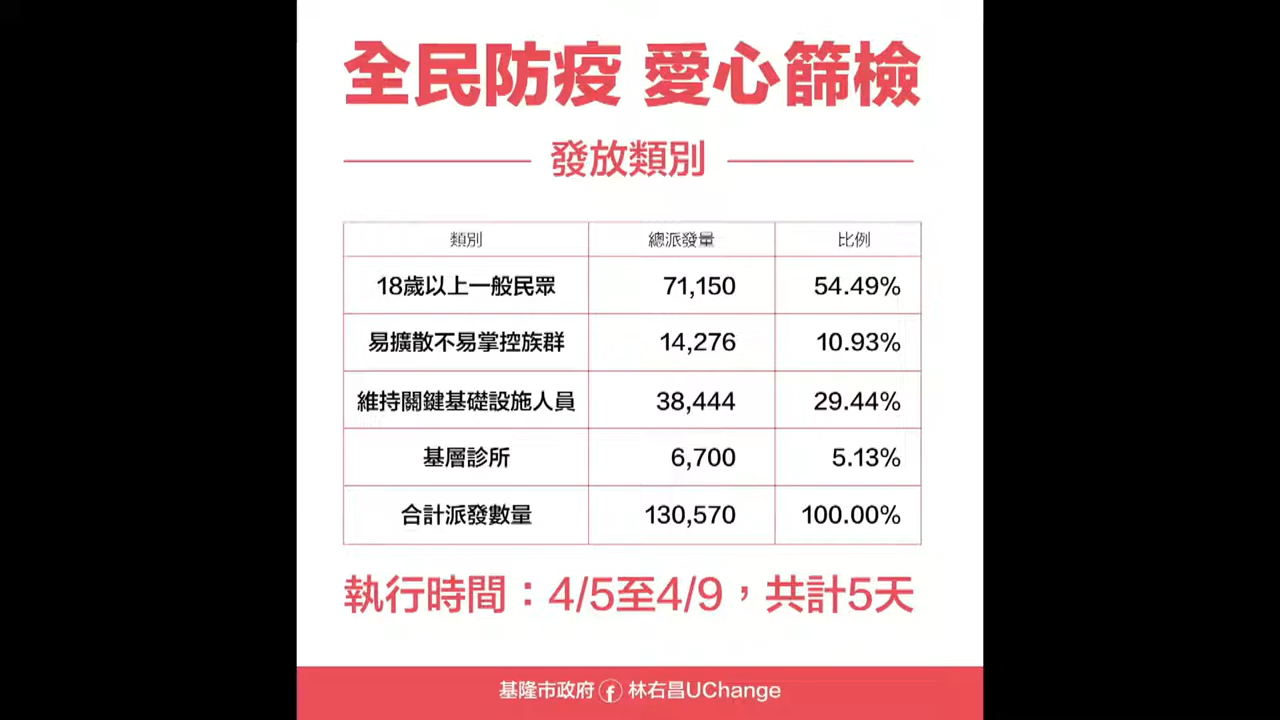 全民防疫 愛心篩檢
發放類別
類別 總派發量 比例
18歲以上一般民眾 71,150 54.49%
易擴散不易掌控族群 14,276 10.93%
維持關鍵基礎設施人員 38,444 29.44%
基層診所 6,700 5.13%
合計派發數量 130,570 100.00%
執行時間：4/5至4/9，共計5天
基隆市政府 f 林右昌UChange